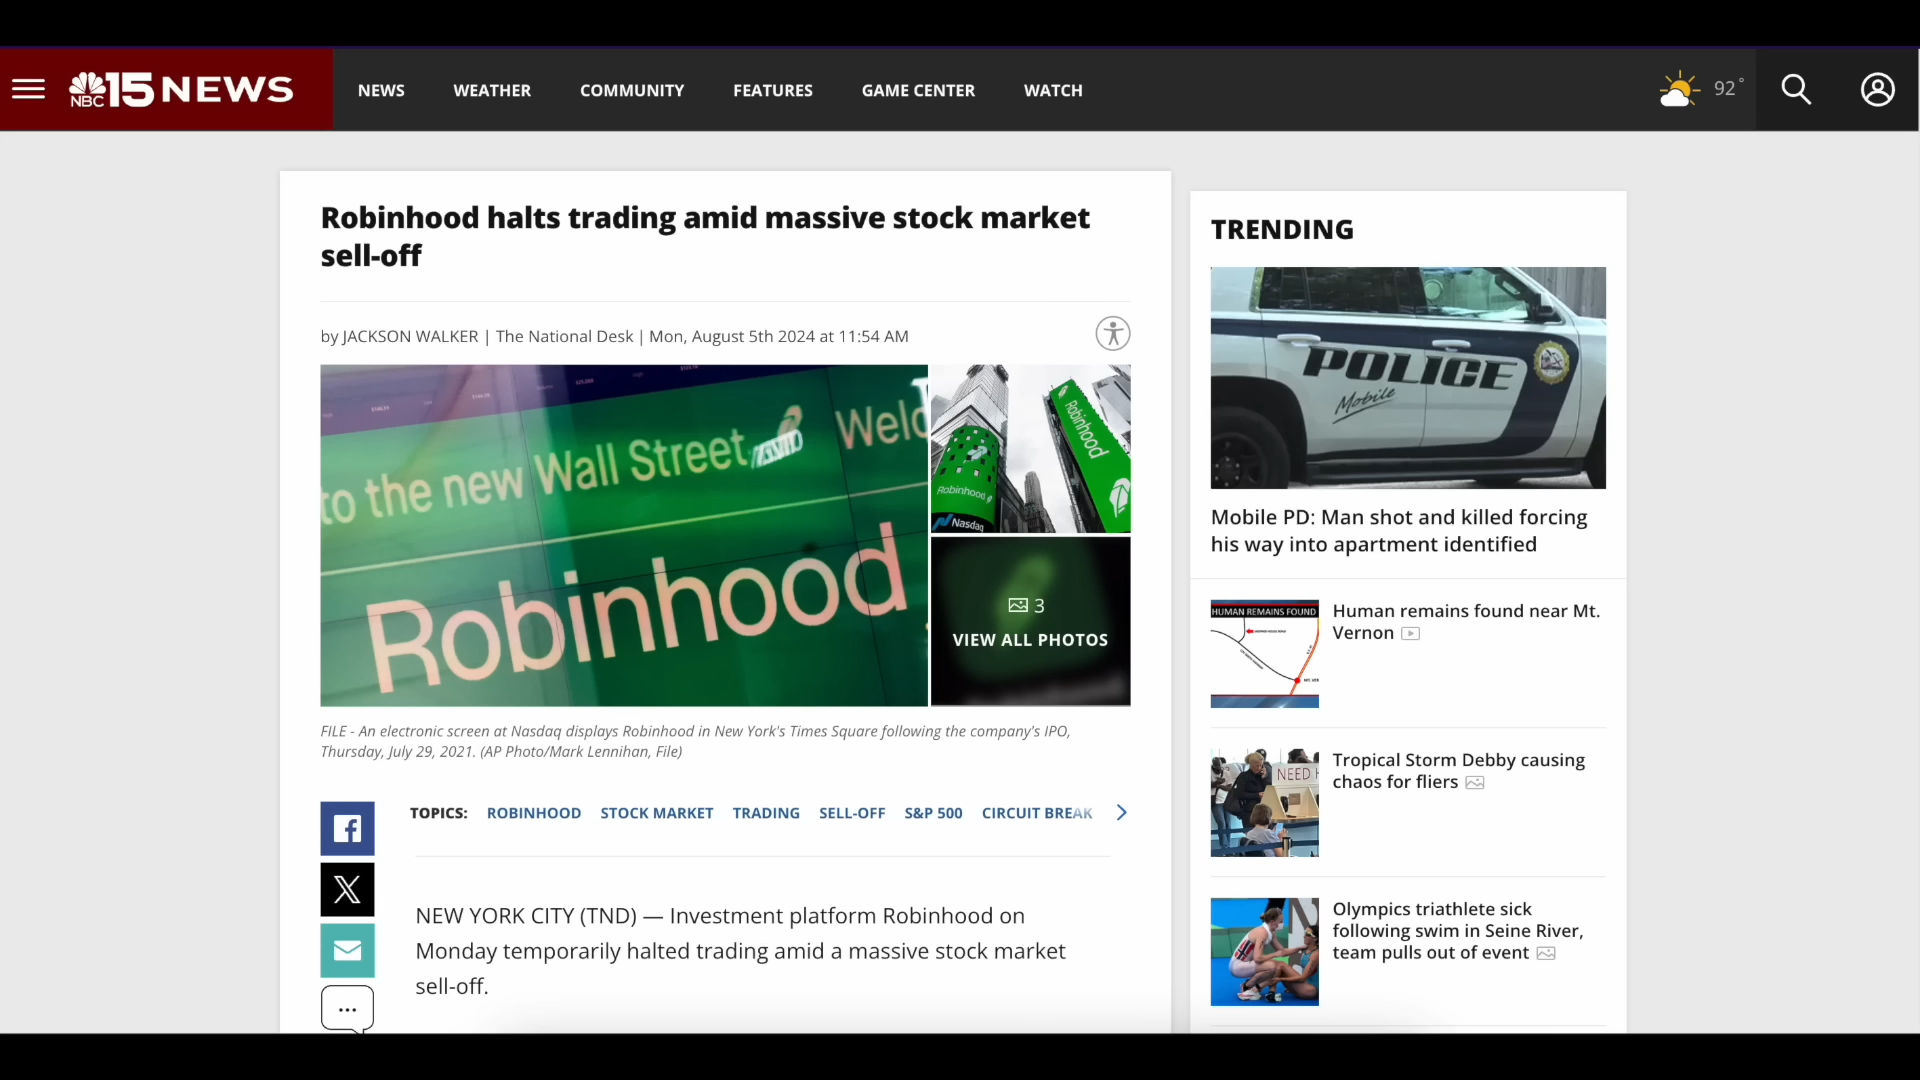 NBC 15 NEWS
NEWS
WEATHER
COMMUNITY
FEATURES
GAME CENTER
WATCH
92°
Robinhood halts trading amid massive stock market
sell-off
by JACKSON WALKER | The National Desk | Mon, August 5th 2024 at 11:54 AM
to the new Wall Street
Welc
Robinhood
Robinhood
Robinhood
Nasdaq
3
VIEW ALL PHOTOS
FILE - An electronic screen at Nasdaq displays Robinhood in New York's Times Square following the company's IPO,
Thursday, July 29, 2021. (AP Photo/Mark Lennihan, File)
TOPICS: ROBINHOOD STOCK MARKET TRADING SELL-OFF S&P 500 CIRCUIT BREAK
NEW YORK CITY (TND) — Investment platform Robinhood on
Monday temporarily halted trading amid a massive stock market
sell-off.
TRENDING
POLICE
Mobile
Mobile PD: Man shot and killed forcing
his way into apartment identified
HUMAN REMAINS FOUND
Human remains found near Mt.
Vernon
NEED H
Tropical Storm Debby causing
chaos for fliers
Olympics triathlete sick
following swim in Seine River,
team pulls out of event